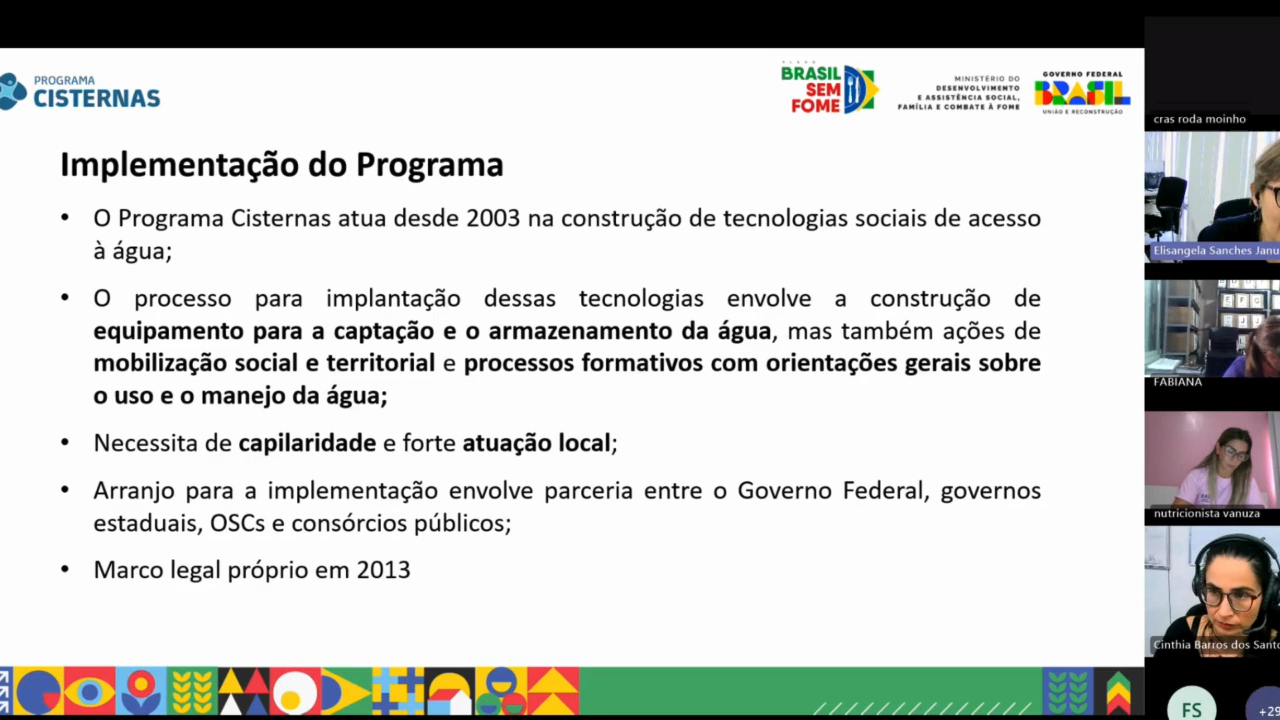 PROGRAMA
CISTERNAS
PLANO
BRASIL
SEM
FOME
MINISTÉRIO DO
DESENVOLVIMENTO
E ASSISTÊNCIA SOCIAL,
FAMÍLIA E COMBATE À FOME
GOVERNO FEDERAL
BRASIL
UNIÃO E RECONSTRUÇÃO
Implementação do Programa
• O Programa Cisternas atua desde 2003 na construção de tecnologias sociais de acesso
à água;
• O processo para implantação dessas tecnologias envolve a construção de
equipamento para a captação e o armazenamento da água, mas também ações de
mobilização social e territorial e processos formativos com orientações gerais sobre
o uso e o manejo da água;
• Necessita de capilaridade e forte atuação local;
• Arranjo para a implementação envolve parceria entre o Governo Federal, governos
estaduais, OSCs e consórcios públicos;
• Marco legal próprio em 2013
cras roda moinho
Elisangela Sanches Janu
FABIANA
nutricionista vanuza
Cinthia Barros dos Santo
FS
+29